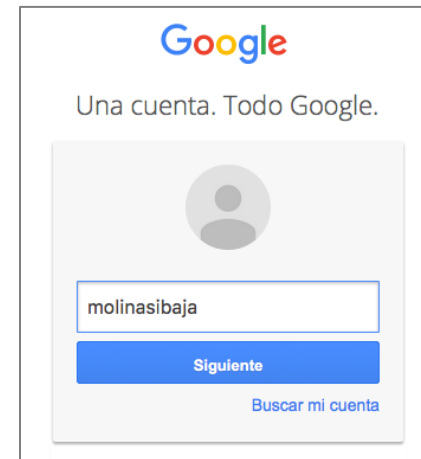 Google
Una cuenta. Todo Google.
molinasibaja
Siguiente
Buscar mi cuenta